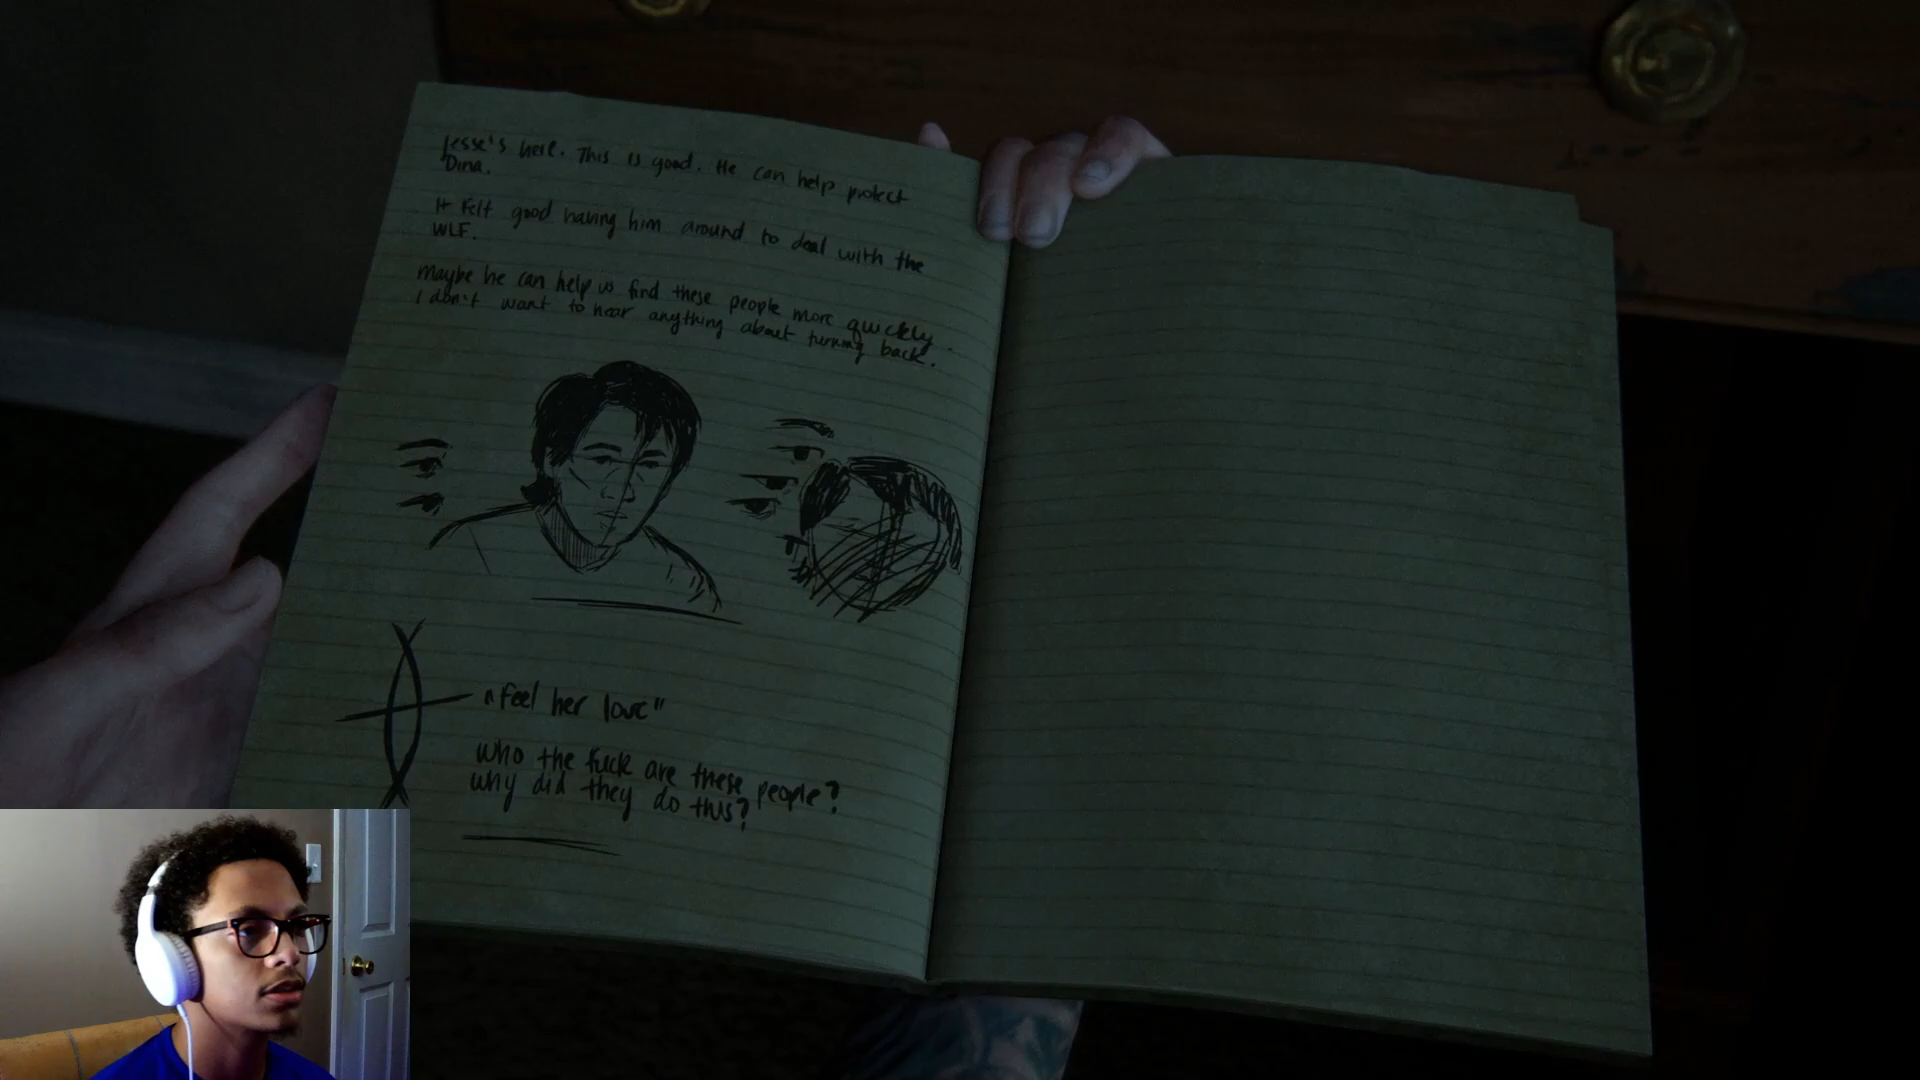 Jesse's here. This is good. He can help protect
Dina.
It felt good having him around to deal with the
WLF.
Maybe he can help us find these people more quickly.
I don't want to hear anything about turning back.
"Feel her love"
who the fuck are these people?
why did they do this?